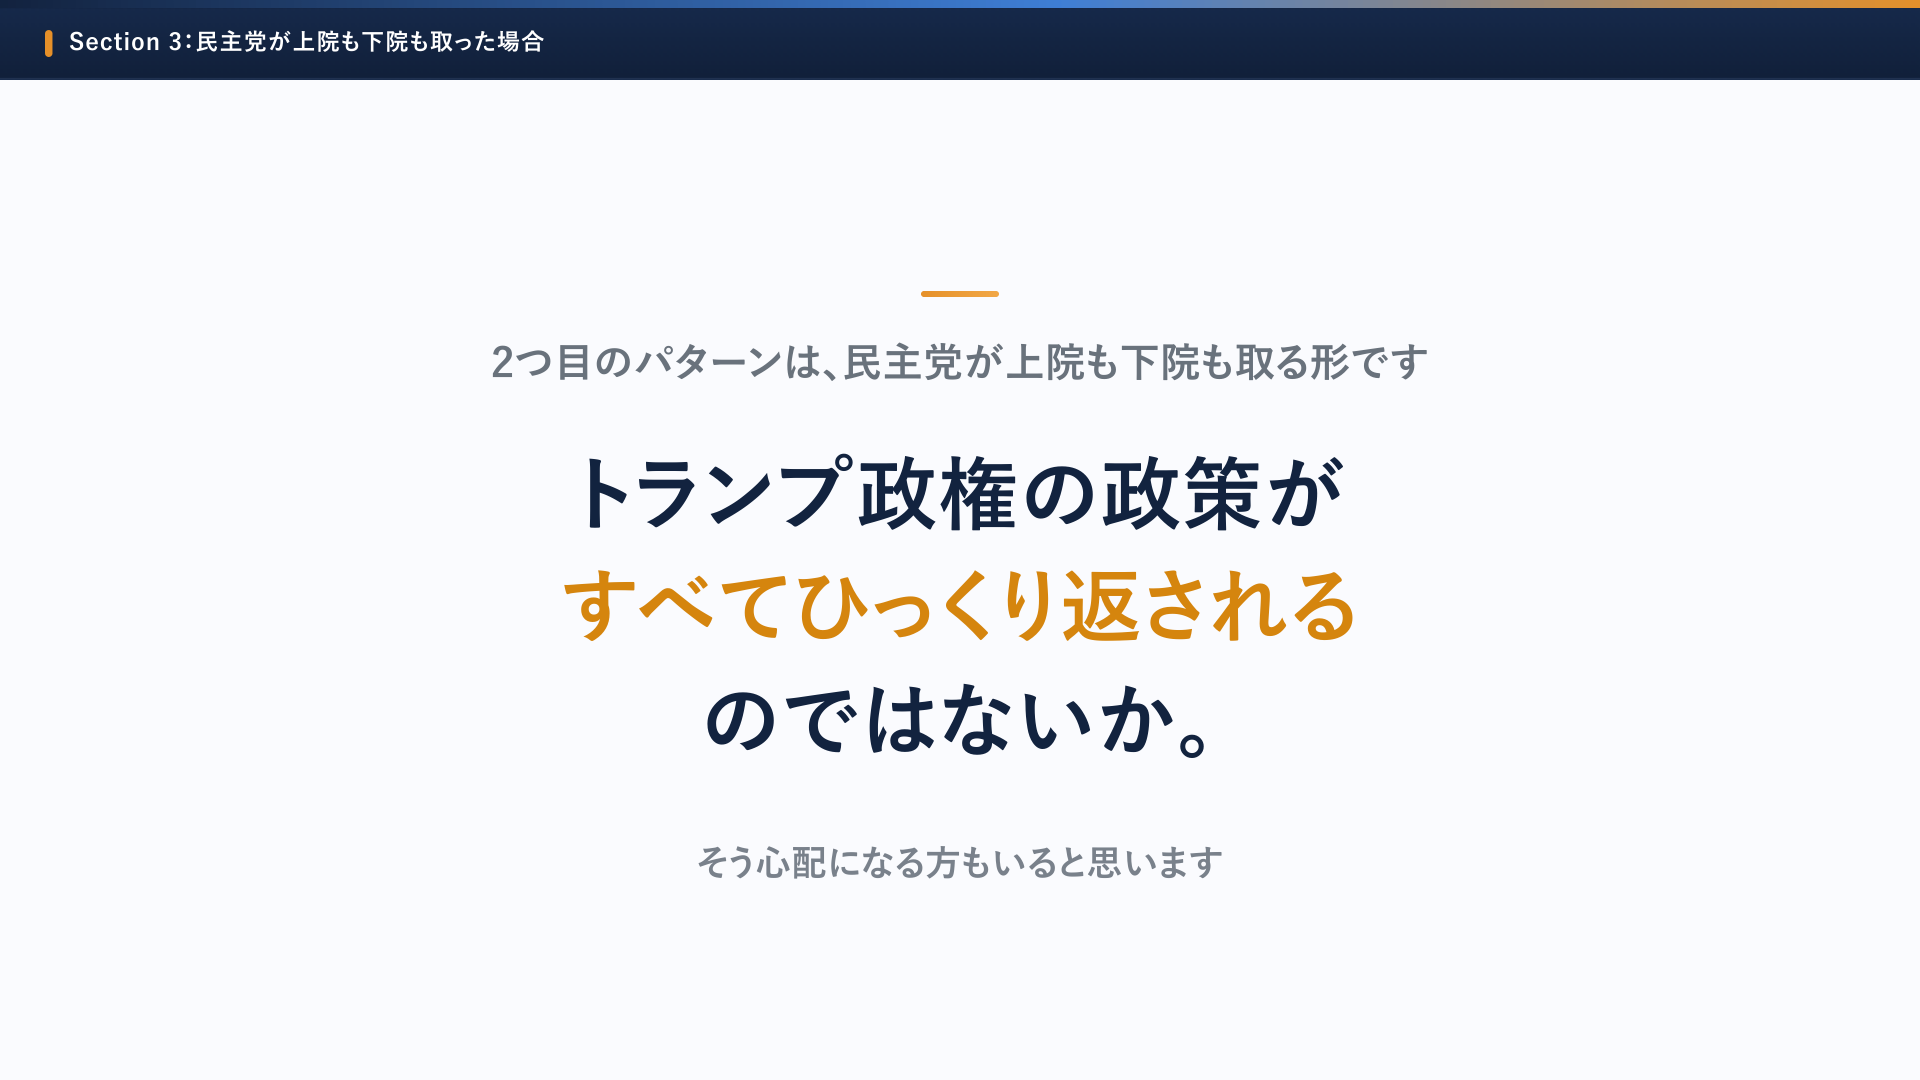 Section 3：民主党が上院も下院も取った場合
2つ目のパターンは、民主党が上院も下院も取る形です
トランプ政権の政策が
すべてひっくり返される
のではないか。
そう心配になる方もいると思います